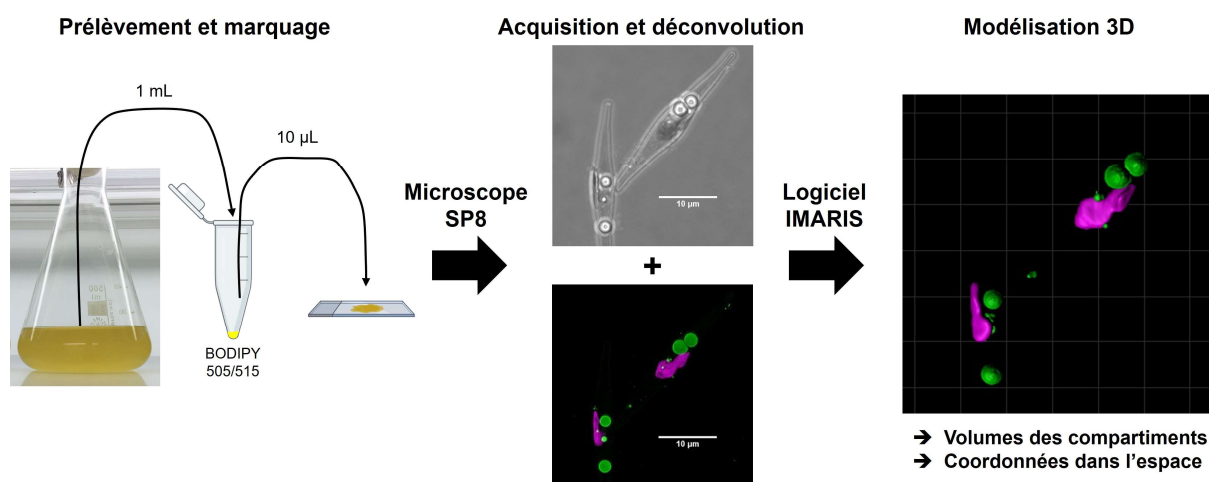 Prélèvement et marquage
1 mL
10 µL
200
BODIPY
505/515
Microscope
SP8
Acquisition et déconvolution
10 µm
+
10 µm
Logiciel
IMARIS
Modélisation 3D
➔ Volumes des compartiments
➔ Coordonnées dans l'espace